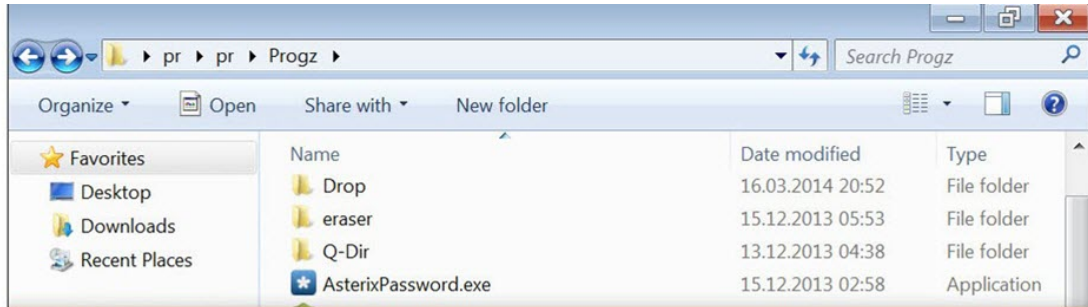 pr pr Progz Search Progz
Organize Open Share with New folder
Favorites Name Date modified Type
Desktop Drop 16.03.2014 20:52 File folder
Downloads eraser 15.12.2013 05:53 File folder
Recent Places Q-Dir 13.12.2013 04:38 File folder
AsterixPassword.exe 15.12.2013 02:58 Application